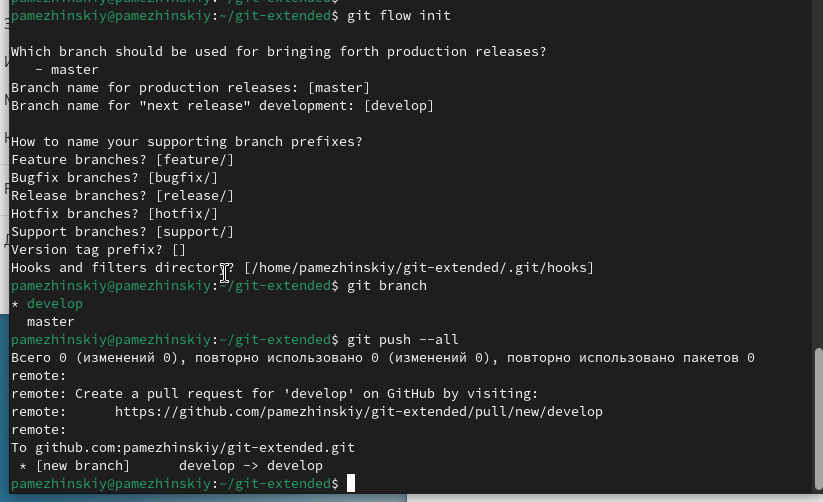 pamezhinskiy@pamezhinskiy:~/git-extended$ git flow init

Which branch should be used for bringing forth production releases?
   - master
Branch name for production releases: [master]
Branch name for "next release" development: [develop]

How to name your supporting branch prefixes?
Feature branches? [feature/]
Bugfix branches? [bugfix/]
Release branches? [release/]
Hotfix branches? [hotfix/]
Support branches? [support/]
Version tag prefix? []
Hooks and filters directory? [/home/pamezhinskiy/git-extended/.git/hooks]
pamezhinskiy@pamezhinskiy:~/git-extended$ git branch
* develop
  master
pamezhinskiy@pamezhinskiy:~/git-extended$ git push --all
Всего 0 (изменений 0), повторно использовано 0 (изменений 0), повторно использовано пакетов 0
remote:
remote: Create a pull request for 'develop' on GitHub by visiting:
remote:      https://github.com/pamezhinskiy/git-extended/pull/new/develop
remote:
To github.com:pamezhinskiy/git-extended.git
 * [new branch]      develop -> develop
pamezhinskiy@pamezhinskiy:~/git-extended$